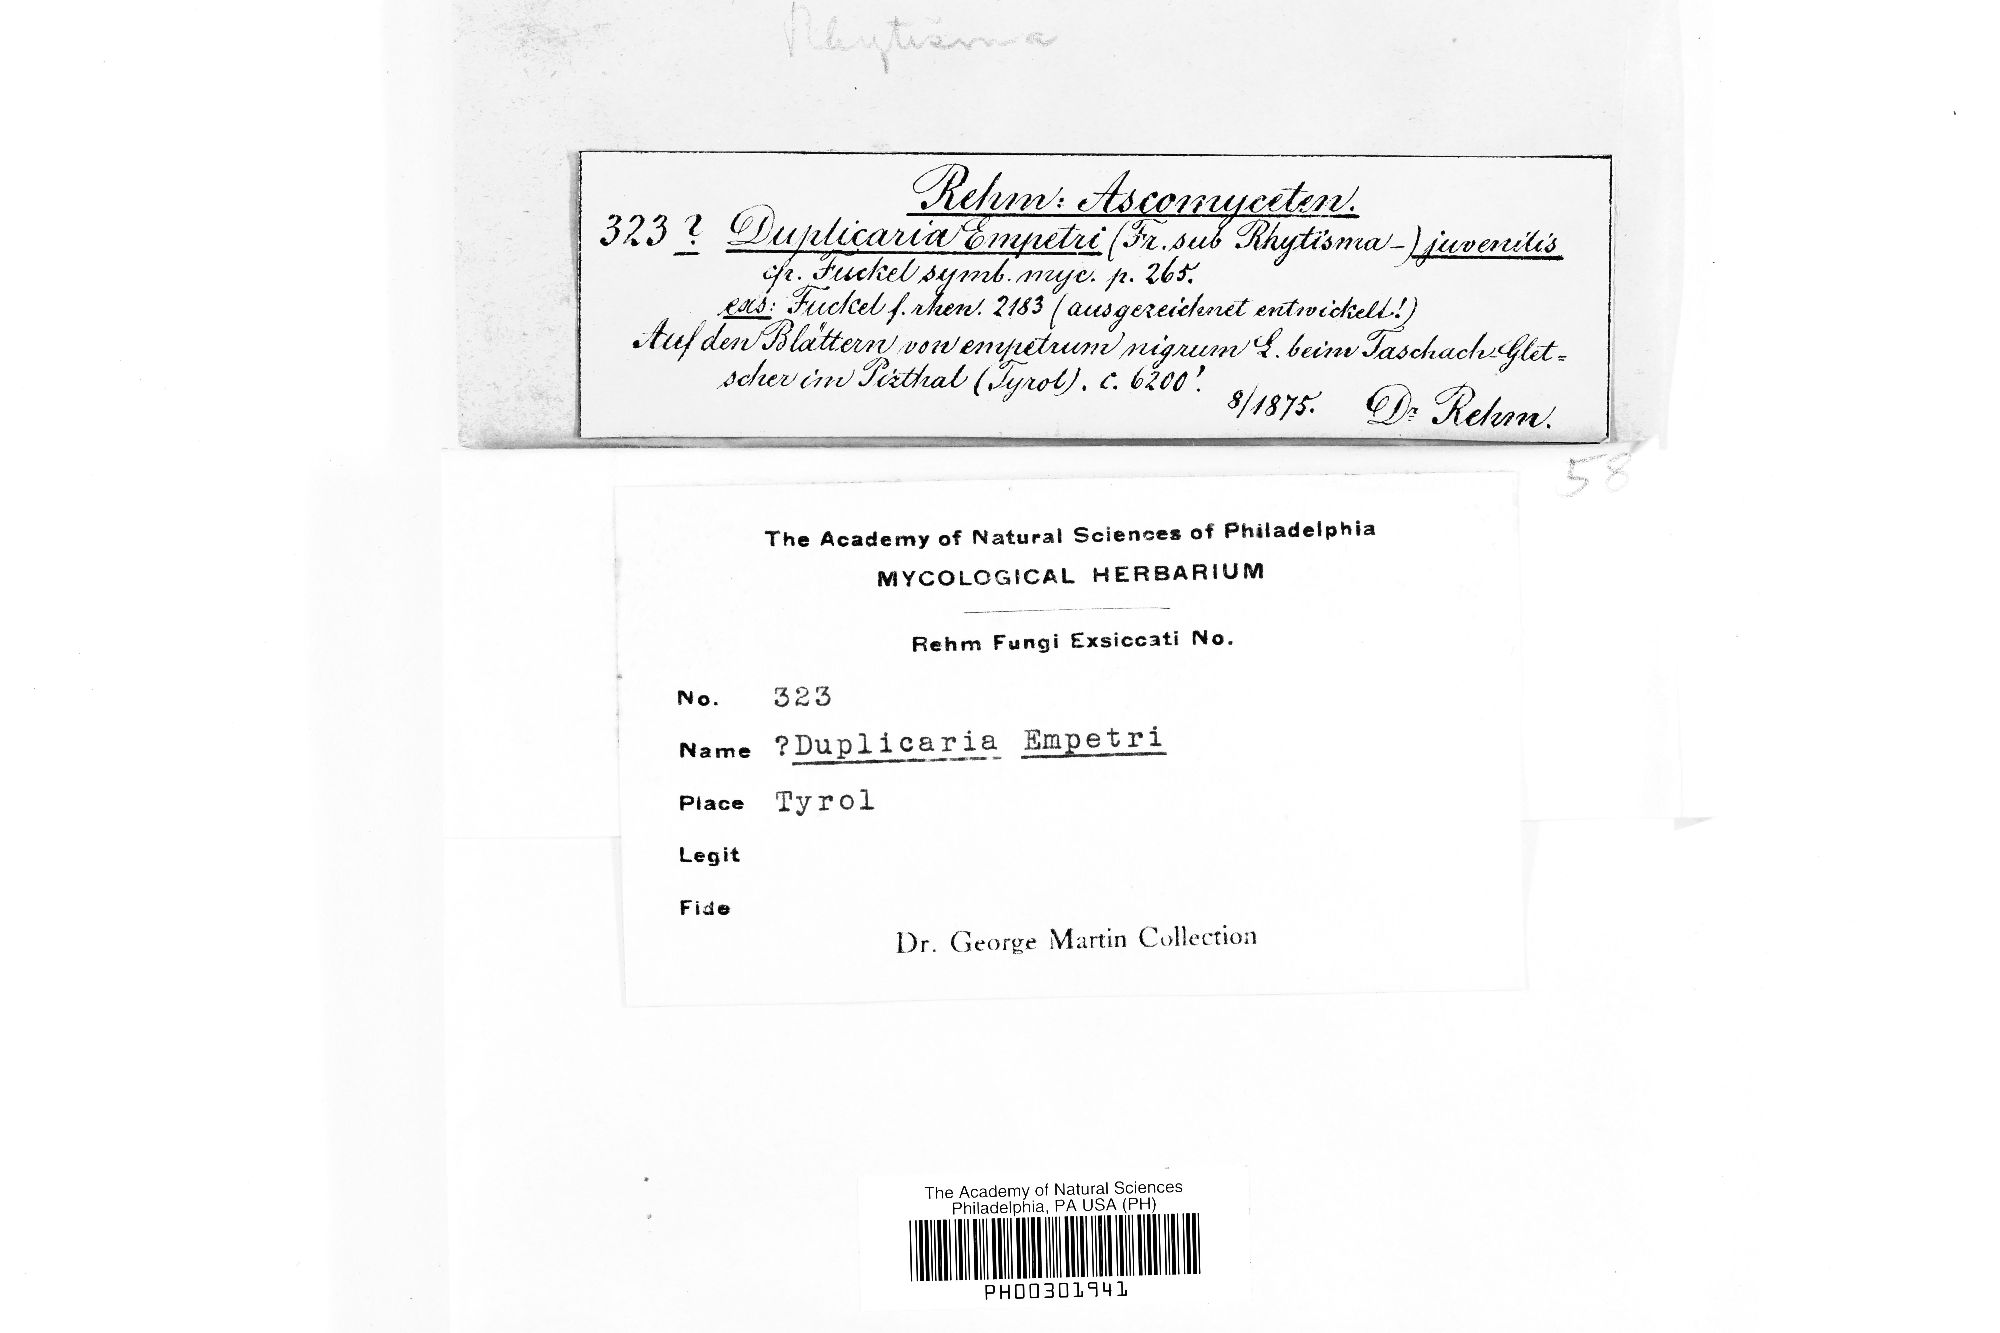 Rhytisma
Rehm: Ascomyceten.
323? Duplicaria Empetri (Fr. sub Rhytisma-) juvenilis
cfr. Fuckel symb. myc. p. 265.
exs: Fuckel f. rhen. 2183 (ausgezeichnet entwickelt!)
Auf den Blättern von empetrum nigrum L. beim Taschach-Glet=
scher im Pizthal (Tyrol). c. 6200'.
8/1875. Dr Rehm.
58
The Academy of Natural Sciences of Philadelphia
MYCOLOGICAL HERBARIUM
Rehm Fungi Exsiccati No.
No. 323
Name ?Duplicaria Empetri
Place Tyrol
Legit
Fide
Dr. George Martin Collection
The Academy of Natural Sciences
Philadelphia, PA USA (PH)
PH00301941